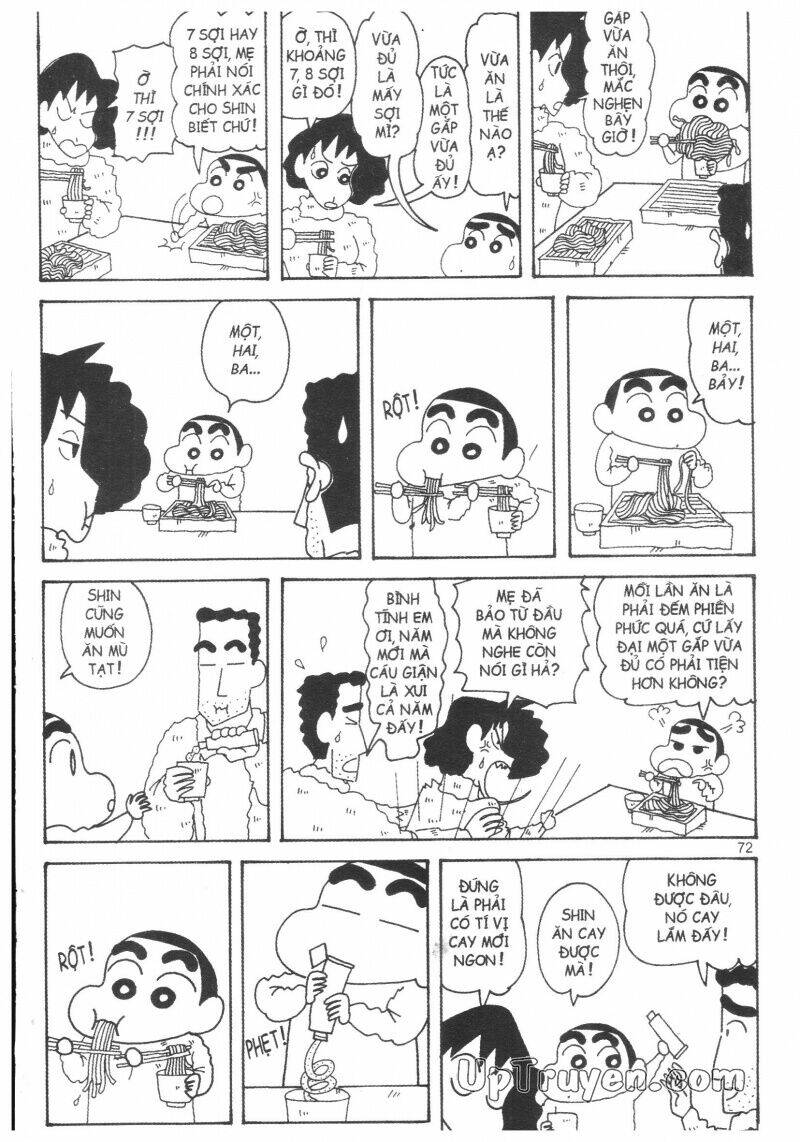 GẮP
VỪA
ĂN
THÔI,
MẮC
NGHẸN
BÂY
GIỜ!
VỪA
ĂN
LÀ
THẾ
NÀO
Ạ?
TỨC
LÀ
MỘT
GẮP
VỪA
ĐỦ
ẤY!
VỪA
ĐỦ
LÀ
MẤY
SỢI
MÌ?
Ờ, THÌ
KHOẢNG
7, 8 SỢI
GÌ ĐÓ!
7 SỢI HAY
8 SỢI, MẸ
PHẢI NÓI
CHÍNH XÁC
CHO SHIN
BIẾT CHỨ!
Ờ
THÌ
7 SỢI
!!!
MỘT,
HAI,
BA...
BẢY!
RỘT!
MỘT,
HAI,
BA...
MỖI LẦN ĂN LÀ
PHẢI ĐẾM PHIỀN
PHỨC QUÁ, CỨ LẤY
ĐẠI MỘT GẮP VỪA
ĐỦ CÓ PHẢI TIỆN
HƠN KHÔNG?
MẸ ĐÃ
BẢO TỪ ĐẦU
MÀ KHÔNG
NGHE CÒN
NÓI GÌ HẢ?
BÌNH
TĨNH EM
ƠI, NĂM
MỚI MÀ
CÁU GIẬN
LÀ XUI
CẢ NĂM
ĐẤY!
SHIN
CŨNG
MUỐN
ĂN MÙ
TẠT!
72
KHÔNG
ĐƯỢC ĐÂU,
NÓ CAY
LẮM ĐẤY!
SHIN
ĂN CAY
ĐƯỢC
MÀ!
ĐÚNG
LÀ PHẢI
CÓ TÍ VỊ
CAY MỚI
NGON!
PHẸT!
RỘT!
UpTruyen.com